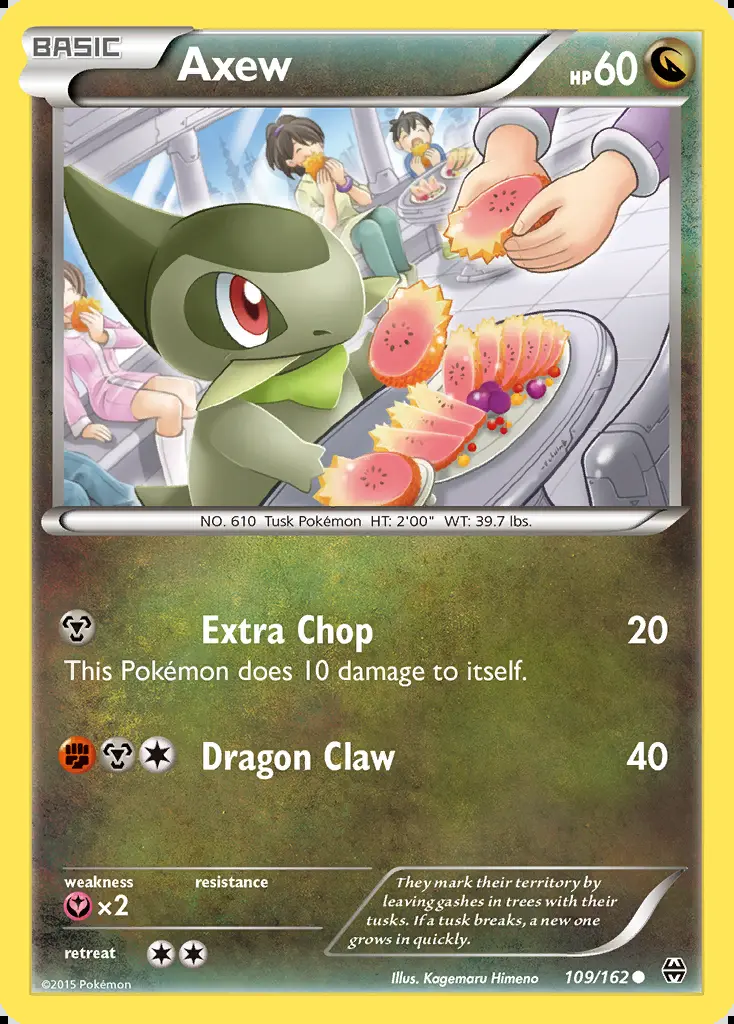 BASIC
Axew
HP60
NO. 610 Tusk Pokémon HT: 2'00" WT: 39.7 lbs.
Extra Chop 20
This Pokémon does 10 damage to itself.
Dragon Claw 40
weakness resistance
×2
They mark their territory by
leaving gashes in trees with their
tusks. If a tusk breaks, a new one
grows in quickly.
retreat
©2015 Pokémon
Illus. Kagemaru Himeno 109/162